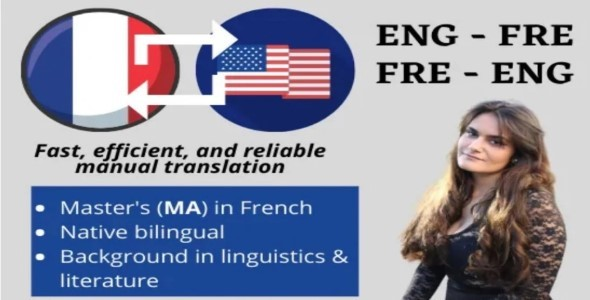 ENG - FRE
FRE - ENG
Fast, efficient, and reliable
manual translation
• Master's (MA) in French
• Native bilingual
• Background in linguistics &
literature